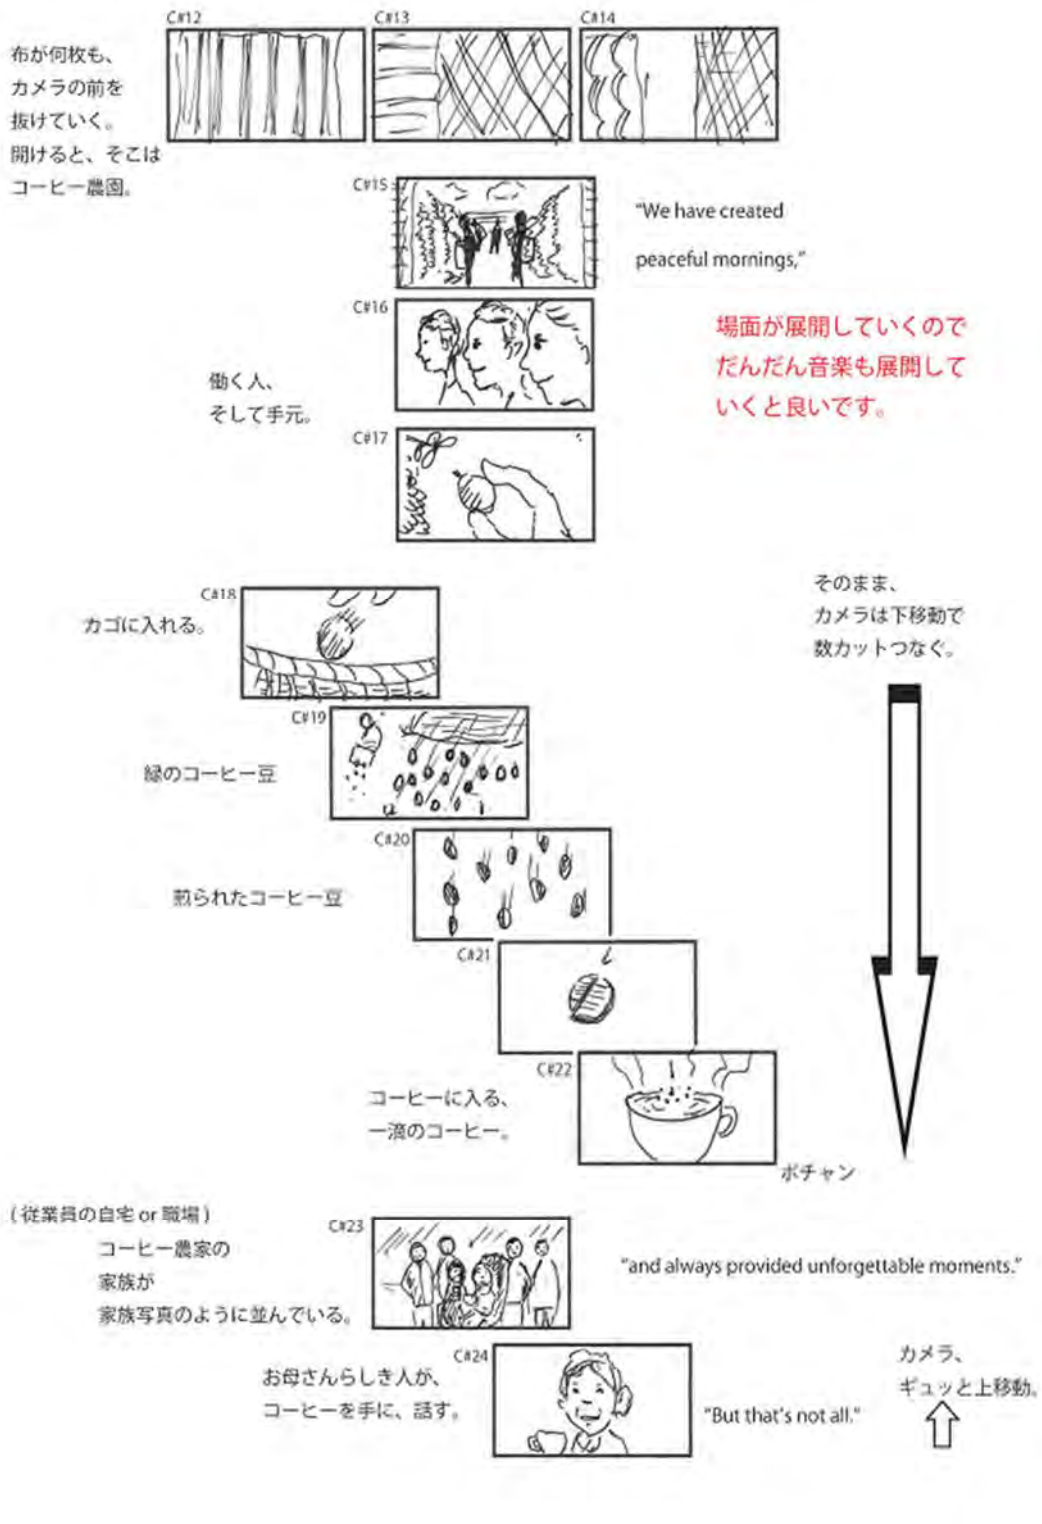 C#12
C#13
C#14
布が何枚も、
カメラの前を
抜けていく。
開けると、そこは
コーヒー農園。
C#15
"We have created
peaceful mornings,"
C#16
場面が展開していくので
だんだん音楽も展開して
いくと良いです。
働く人、
そして手元。
C#17
そのまま、
カメラは下移動で
数カットつなぐ。
C#18
カゴに入れる。
C#19
緑のコーヒー豆
C#20
煎られたコーヒー豆
C#21
C#22
コーヒーに入る、
一滴のコーヒー。
ポチャン
(従業員の自宅 or 職場)
C#23
コーヒー農家の
家族が
家族写真のように並んでいる。
"and always provided unforgettable moments."
C#24
お母さんらしき人が、
コーヒーを手に、話す。
"But that's not all."
カメラ、
ギュッと上移動。